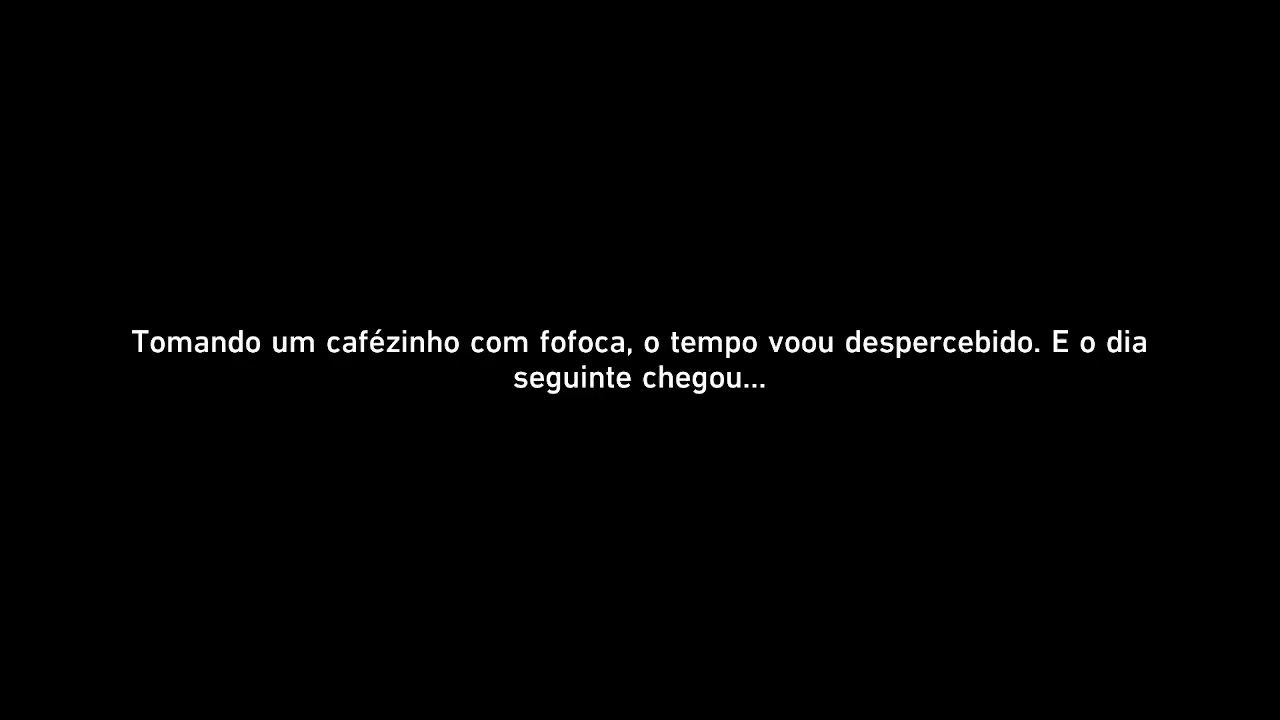 Tomando um cafézinho com fofoca, o tempo voou despercebido. E o dia
seguinte chegou...